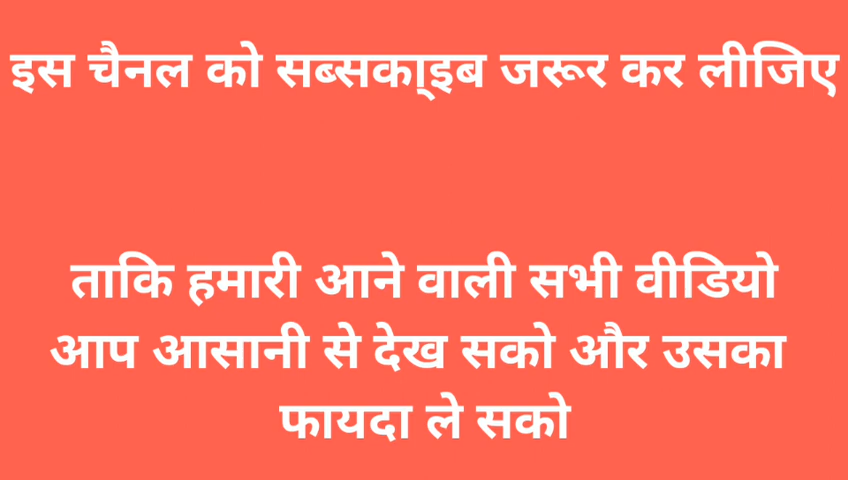 इस चैनल को सब्सका्इब जरूर कर लीजिए
ताकि हमारी आने वाली सभी वीडियो
आप आसानी से देख सको और उसका
फायदा ले सको